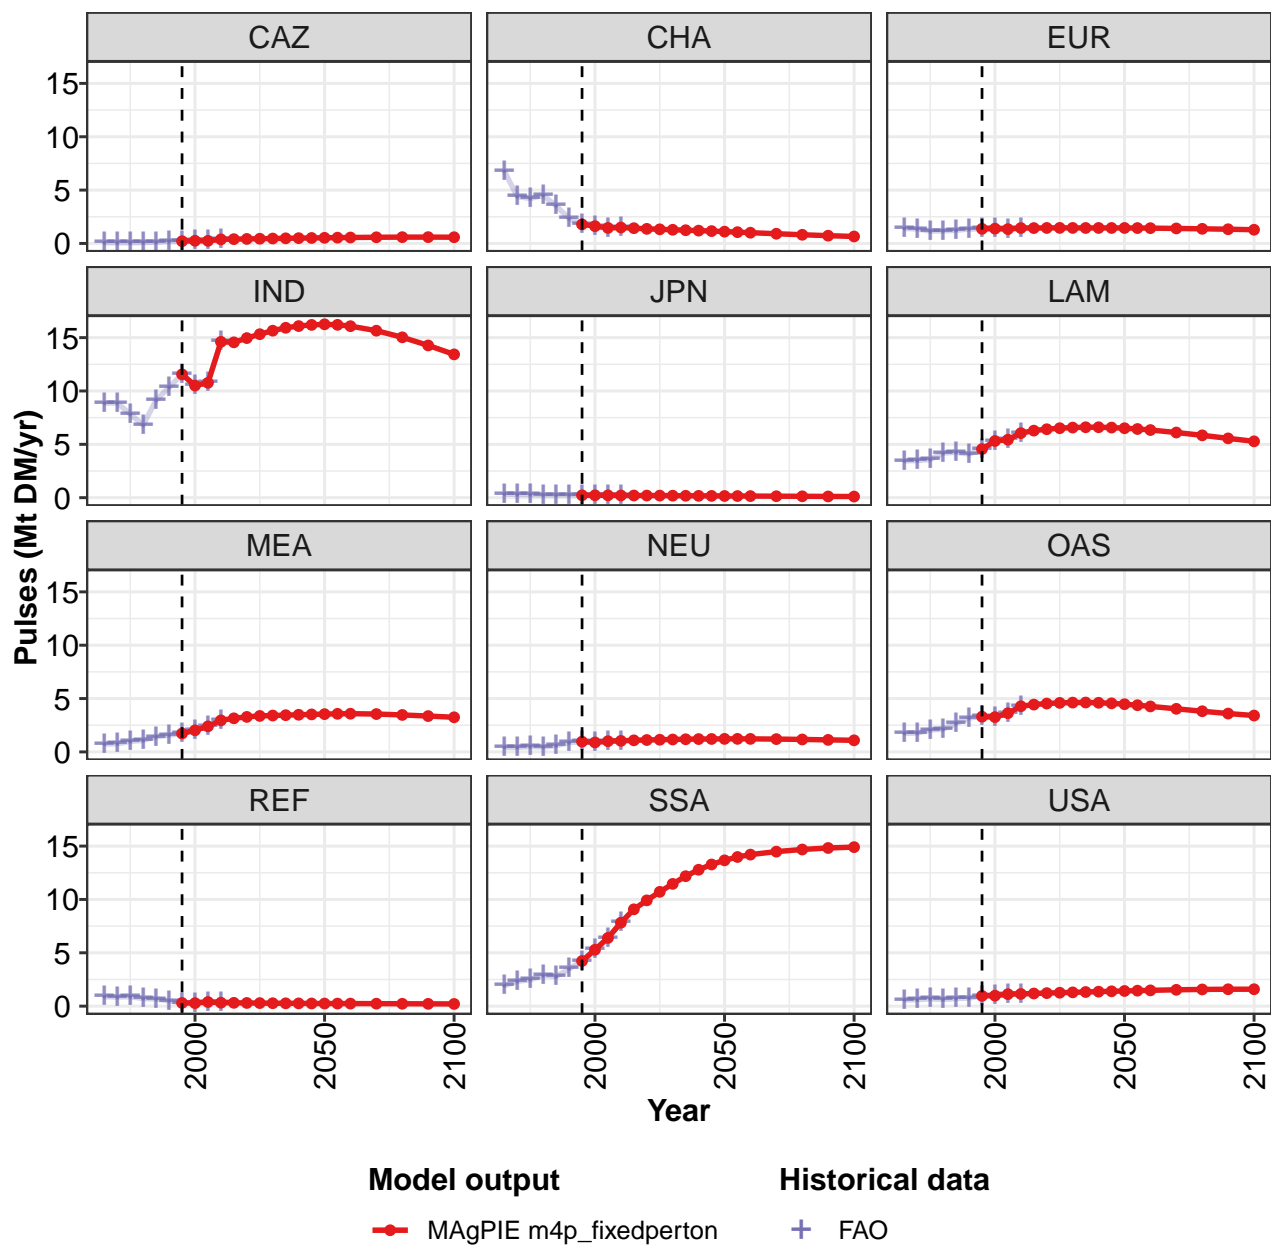 CAZ CHA EUR
15
10
5
0
IND JPN LAM
15
10
5
0
MEA NEU OAS
15
10
5
0
REF SSA USA
15
10
5
0
Pulses (Mt DM/yr)
2000 2050 2100 2000 2050 2100 2000 2050 2100
Year
Model output Historical data
MAgPIE m4p_fixedperton FAO